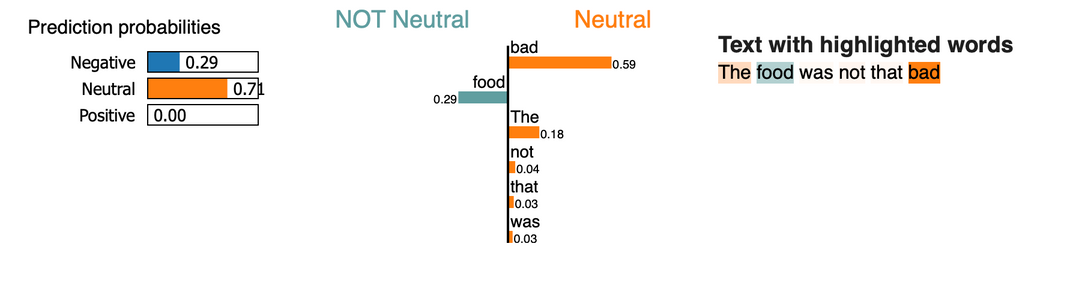 Prediction probabilities
Negative 0.29
Neutral 0.71
Positive 0.00
NOT Neutral Neutral
bad
0.59
food
0.29
The
0.18
not
0.04
that
0.03
was
0.03
Text with highlighted words
The food was not that bad